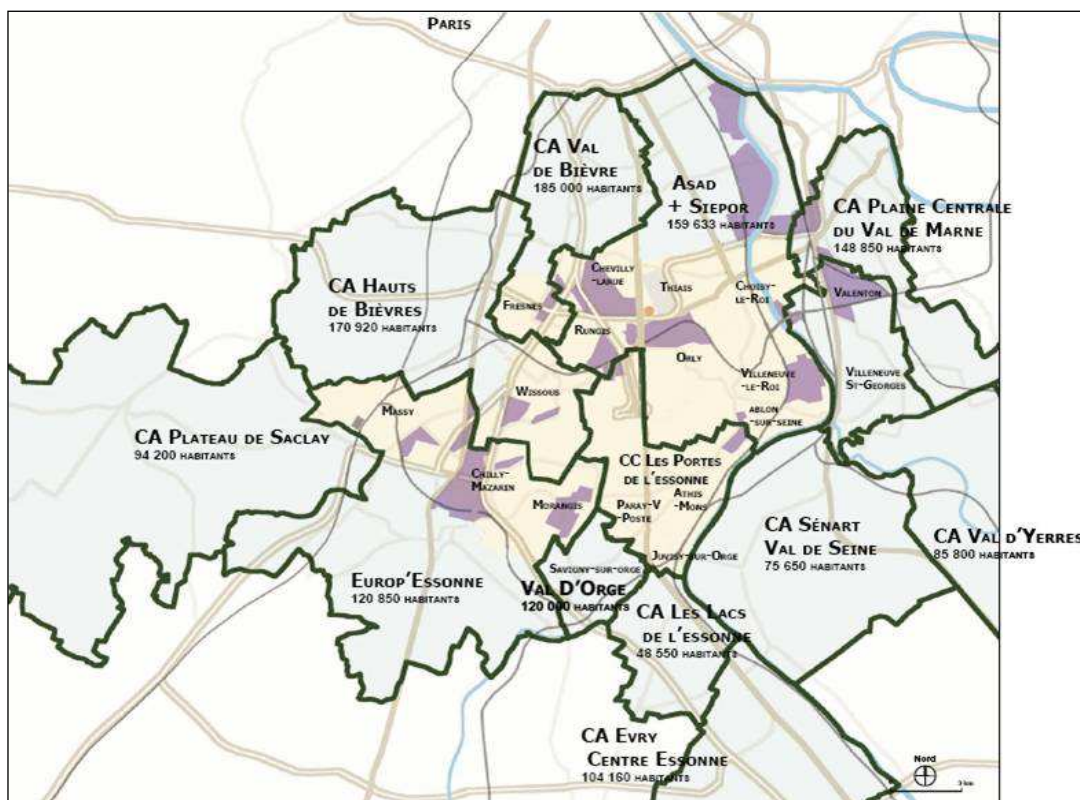 Paris
CA Val
de Bièvre
185 000 habitants
Asad
+ Siepor
159 633 habitants
CA Plaine Centrale
du Val de Marne
148 850 habitants
CA Hauts
de Bièvres
170 920 habitants
Chevilly-
larue
Thiais
Choisy-
le-Roi
Valenton
Fresnes
Rungis
Orly
Villeneuve
-le-Roi
Villeneuve
St-Georges
ablon
-sur-seine
Wissous
Massy
CA Plateau de Saclay
94 200 habitants
CC Les Portes
de l'essonne
Chilly-
Mazarin
Morangis
Paray-V
-Poste
Athis
-Mons
CA Sénart
Val de Seine
75 650 habitants
CA Val d'Yerres
85 800 habitants
Juvisy-sur-Orge
Savigny-sur-orge
Europ'Essonne
120 850 habitants
Val D'Orge
120 000 habitants
CA Les Lacs
de l'essonne
48 550 habitants
CA Evry
Centre Essonne
104 160 habitants
Nord